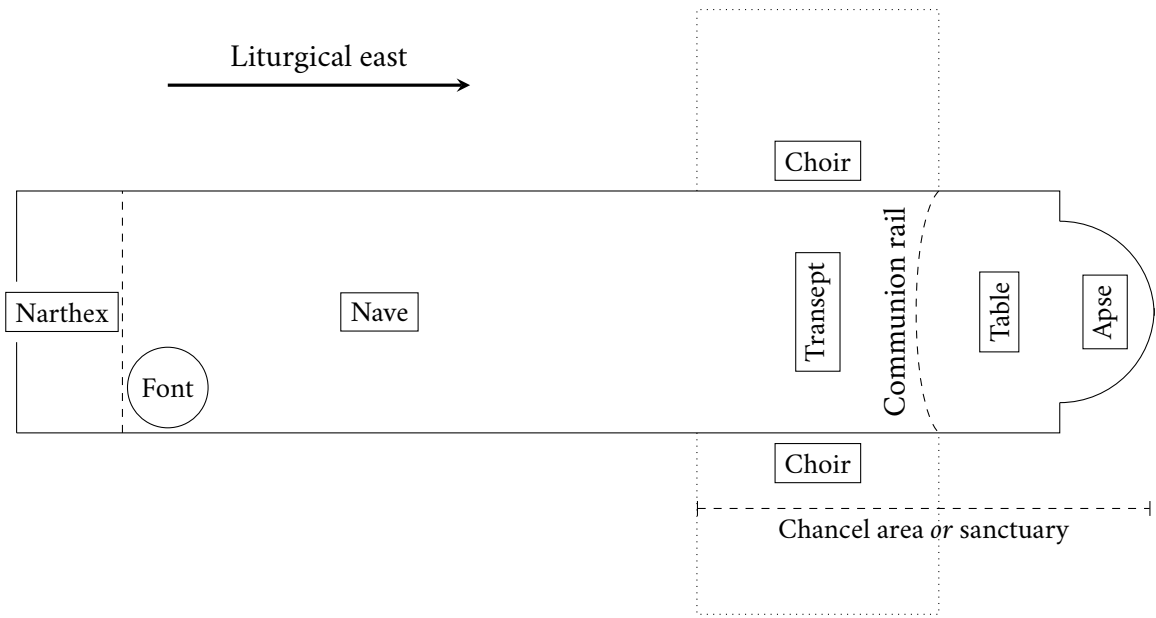 Liturgical east
Choir
Narthex
Nave
Font
Transept
Communion rail
Table
Apse
Choir
Chancel area or sanctuary